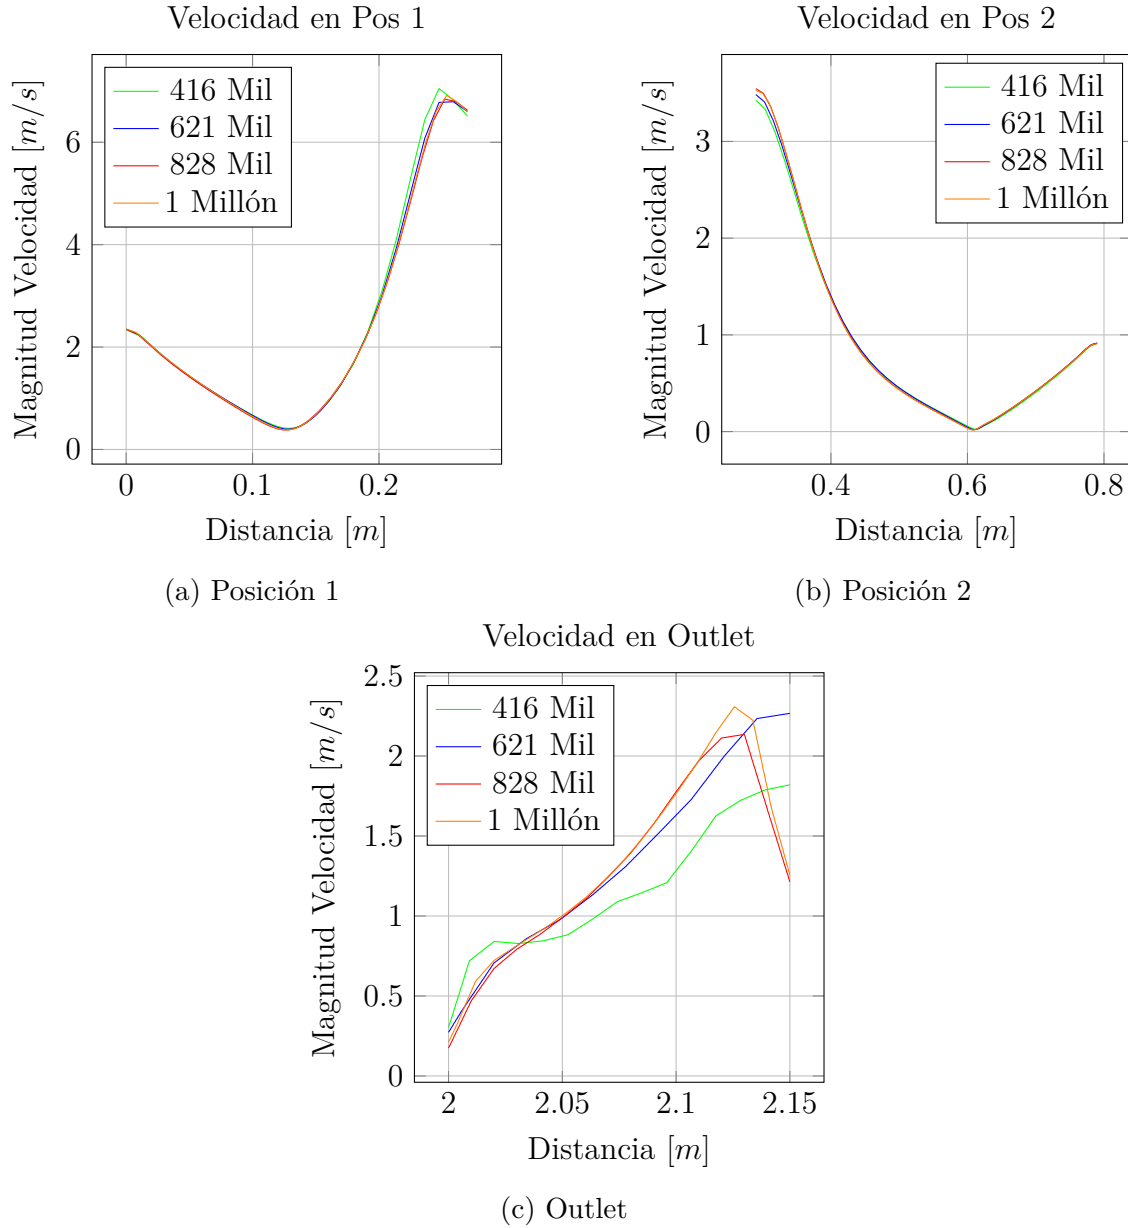 Velocidad en Pos 1
Magnitud Velocidad [m/s]
416 Mil
621 Mil
828 Mil
1 Millón
6
4
2
0
0
0.1
0.2
Distancia [m]
(a) Posición 1
Velocidad en Pos 2
Magnitud Velocidad [m/s]
416 Mil
621 Mil
828 Mil
1 Millón
3
2
1
0
0.4
0.6
0.8
Distancia [m]
(b) Posición 2
Velocidad en Outlet
Magnitud Velocidad [m/s]
416 Mil
621 Mil
828 Mil
1 Millón
2.5
2
1.5
1
0.5
0
2
2.05
2.1
2.15
Distancia [m]
(c) Outlet